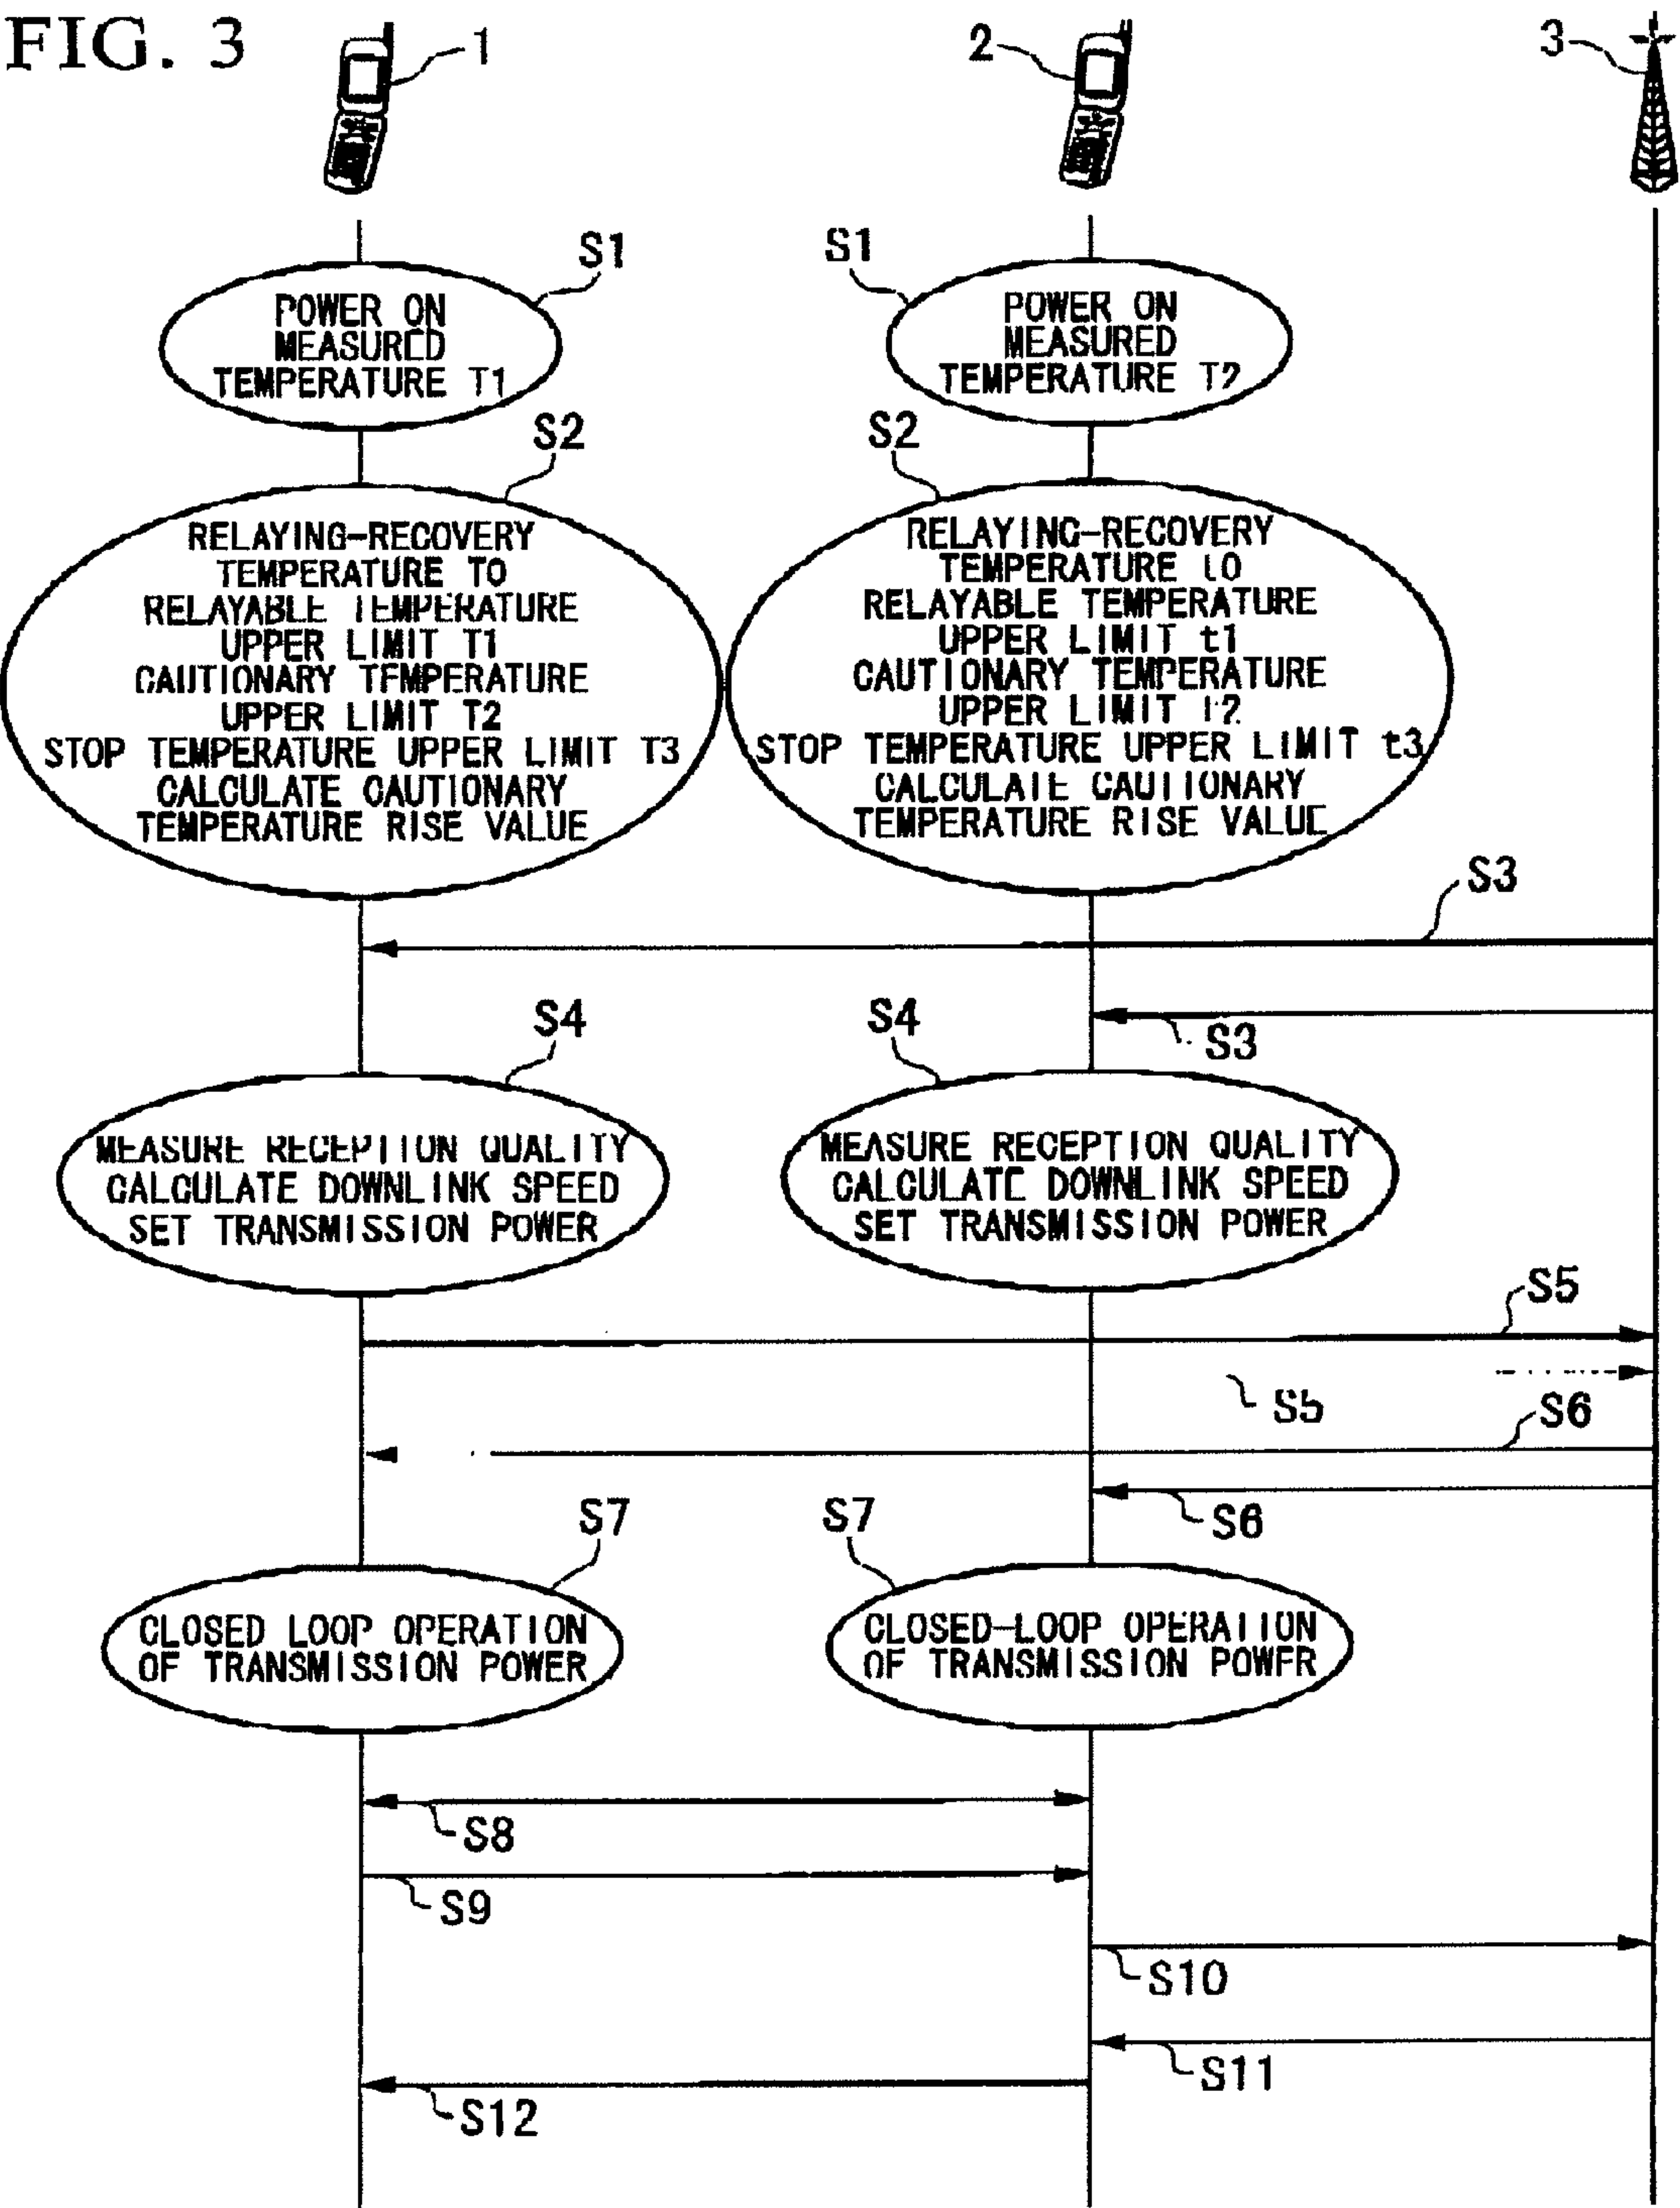 FIG. 3
1
2
3
S1
S1
POWER ON
MEASURED
TEMPERATURE T1
POWER ON
MEASURED
TEMPERATURE T2
S2
S2
RELAYING-RECOVERY
TEMPERATURE T0
RELAYABLE TEMPERATURE
UPPER LIMIT T1
CAUTIONARY TEMPERATURE
UPPER LIMIT T2
STOP TEMPERATURE UPPER LIMIT T3
CALCULATE CAUTIONARY
TEMPERATURE RISE VALUE
RELAYING-RECOVERY
TEMPERATURE t0
RELAYABLE TEMPERATURE
UPPER LIMIT t1
CAUTIONARY TEMPERATURE
UPPER LIMIT t2
STOP TEMPERATURE UPPER LIMIT t3
CALCULATE CAUTIONARY
TEMPERATURE RISE VALUE
S3
S3
S4
S4
MEASURE RECEPTION QUALITY
CALCULATE DOWNLINK SPEED
SET TRANSMISSION POWER
MEASURE RECEPTION QUALITY
CALCULATE DOWNLINK SPEED
SET TRANSMISSION POWER
S5
S5
S6
S6
S7
S7
CLOSED LOOP OPERATION
OF TRANSMISSION POWER
CLOSED-LOOP OPERATION
OF TRANSMISSION POWER
S8
S9
S10
S11
S12